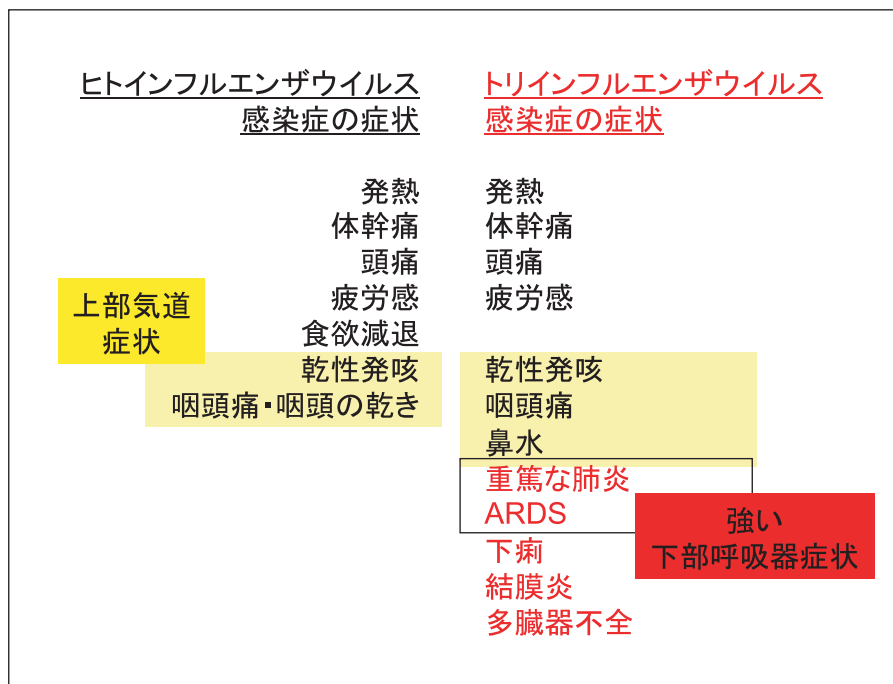 ヒトインフルエンザウイルス
感染症の症状
発熱
体幹痛
頭痛
疲労感
食欲減退
乾性発咳
咽頭痛・咽頭の乾き
上部気道
症状
トリインフルエンザウイルス
感染症の症状
発熱
体幹痛
頭痛
疲労感
乾性発咳
咽頭痛
鼻水
重篤な肺炎
ARDS
下痢
結膜炎
多臓器不全
強い
下部呼吸器症状